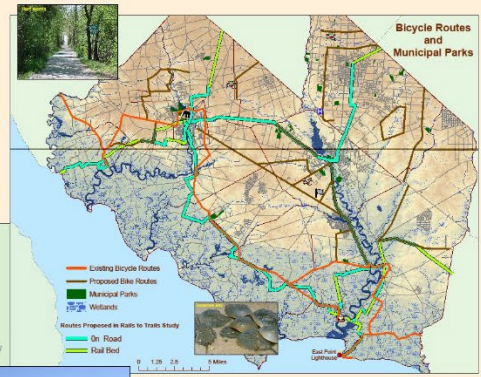 Bicycle Routes
and
Municipal Parks
Existing Bicycle Routes
Proposed Bike Routes
Municipal Parks
Wetlands
Routes Proposed in Rails to Trails Study
On Road
Rail Bed
0 1.25 2.5 5 Miles
East Point
Lighthouse